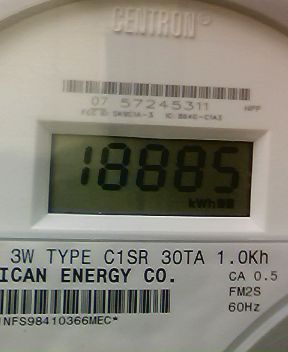 CENTRON®
07 57245311
18885
kWh
3W TYPE C1SR 30TA 1.0Kh
ICAN ENERGY CO.
CA 0.5
FM2S
60Hz
NFS98410366MEC*